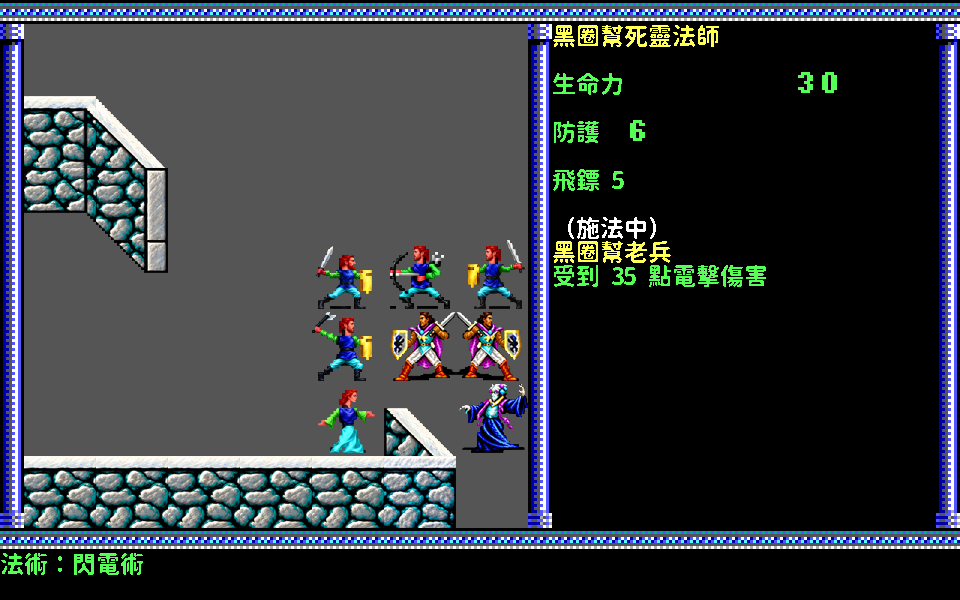 黑圈幫死靈法師
生命力 30
防護 6
飛鏢 5
（施法中）
黑圈幫老兵
受到 35 點電擊傷害
法術：閃電術